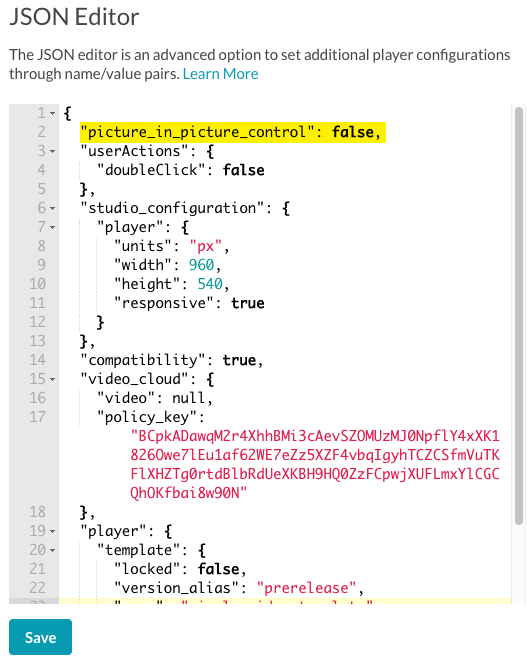 JSON Editor
The JSON editor is an advanced option to set additional player configurations
through name/value pairs. Learn More
1 {
2 "picture_in_picture_control": false,
3 "userActions": {
4 "doubleClick": false
5 },
6 "studio_configuration": {
7 "player": {
8 "units": "px",
9 "width": 960,
10 "height": 540,
11 "responsive": true
12 }
13 },
14 "compatibility": true,
15 "video_cloud": {
16 "video": null,
17 "policy_key":
"BCpkADawqM2r4XhhBMi3cAevSZOMUzMJ0NpflY4xXK1
826Owe7lEu1af62WE7eZz5XZF4vbqIgyhTCZCSfmVuTK
FlXHZTg0rtdBlbRdUeXKBH9HQ0ZzFCpwjXUFLmxYlCGC
QhOKfbai8w90N"
18 },
19 "player": {
20 "template": {
21 "locked": false,
22 "version_alias": "prerelease",
Save